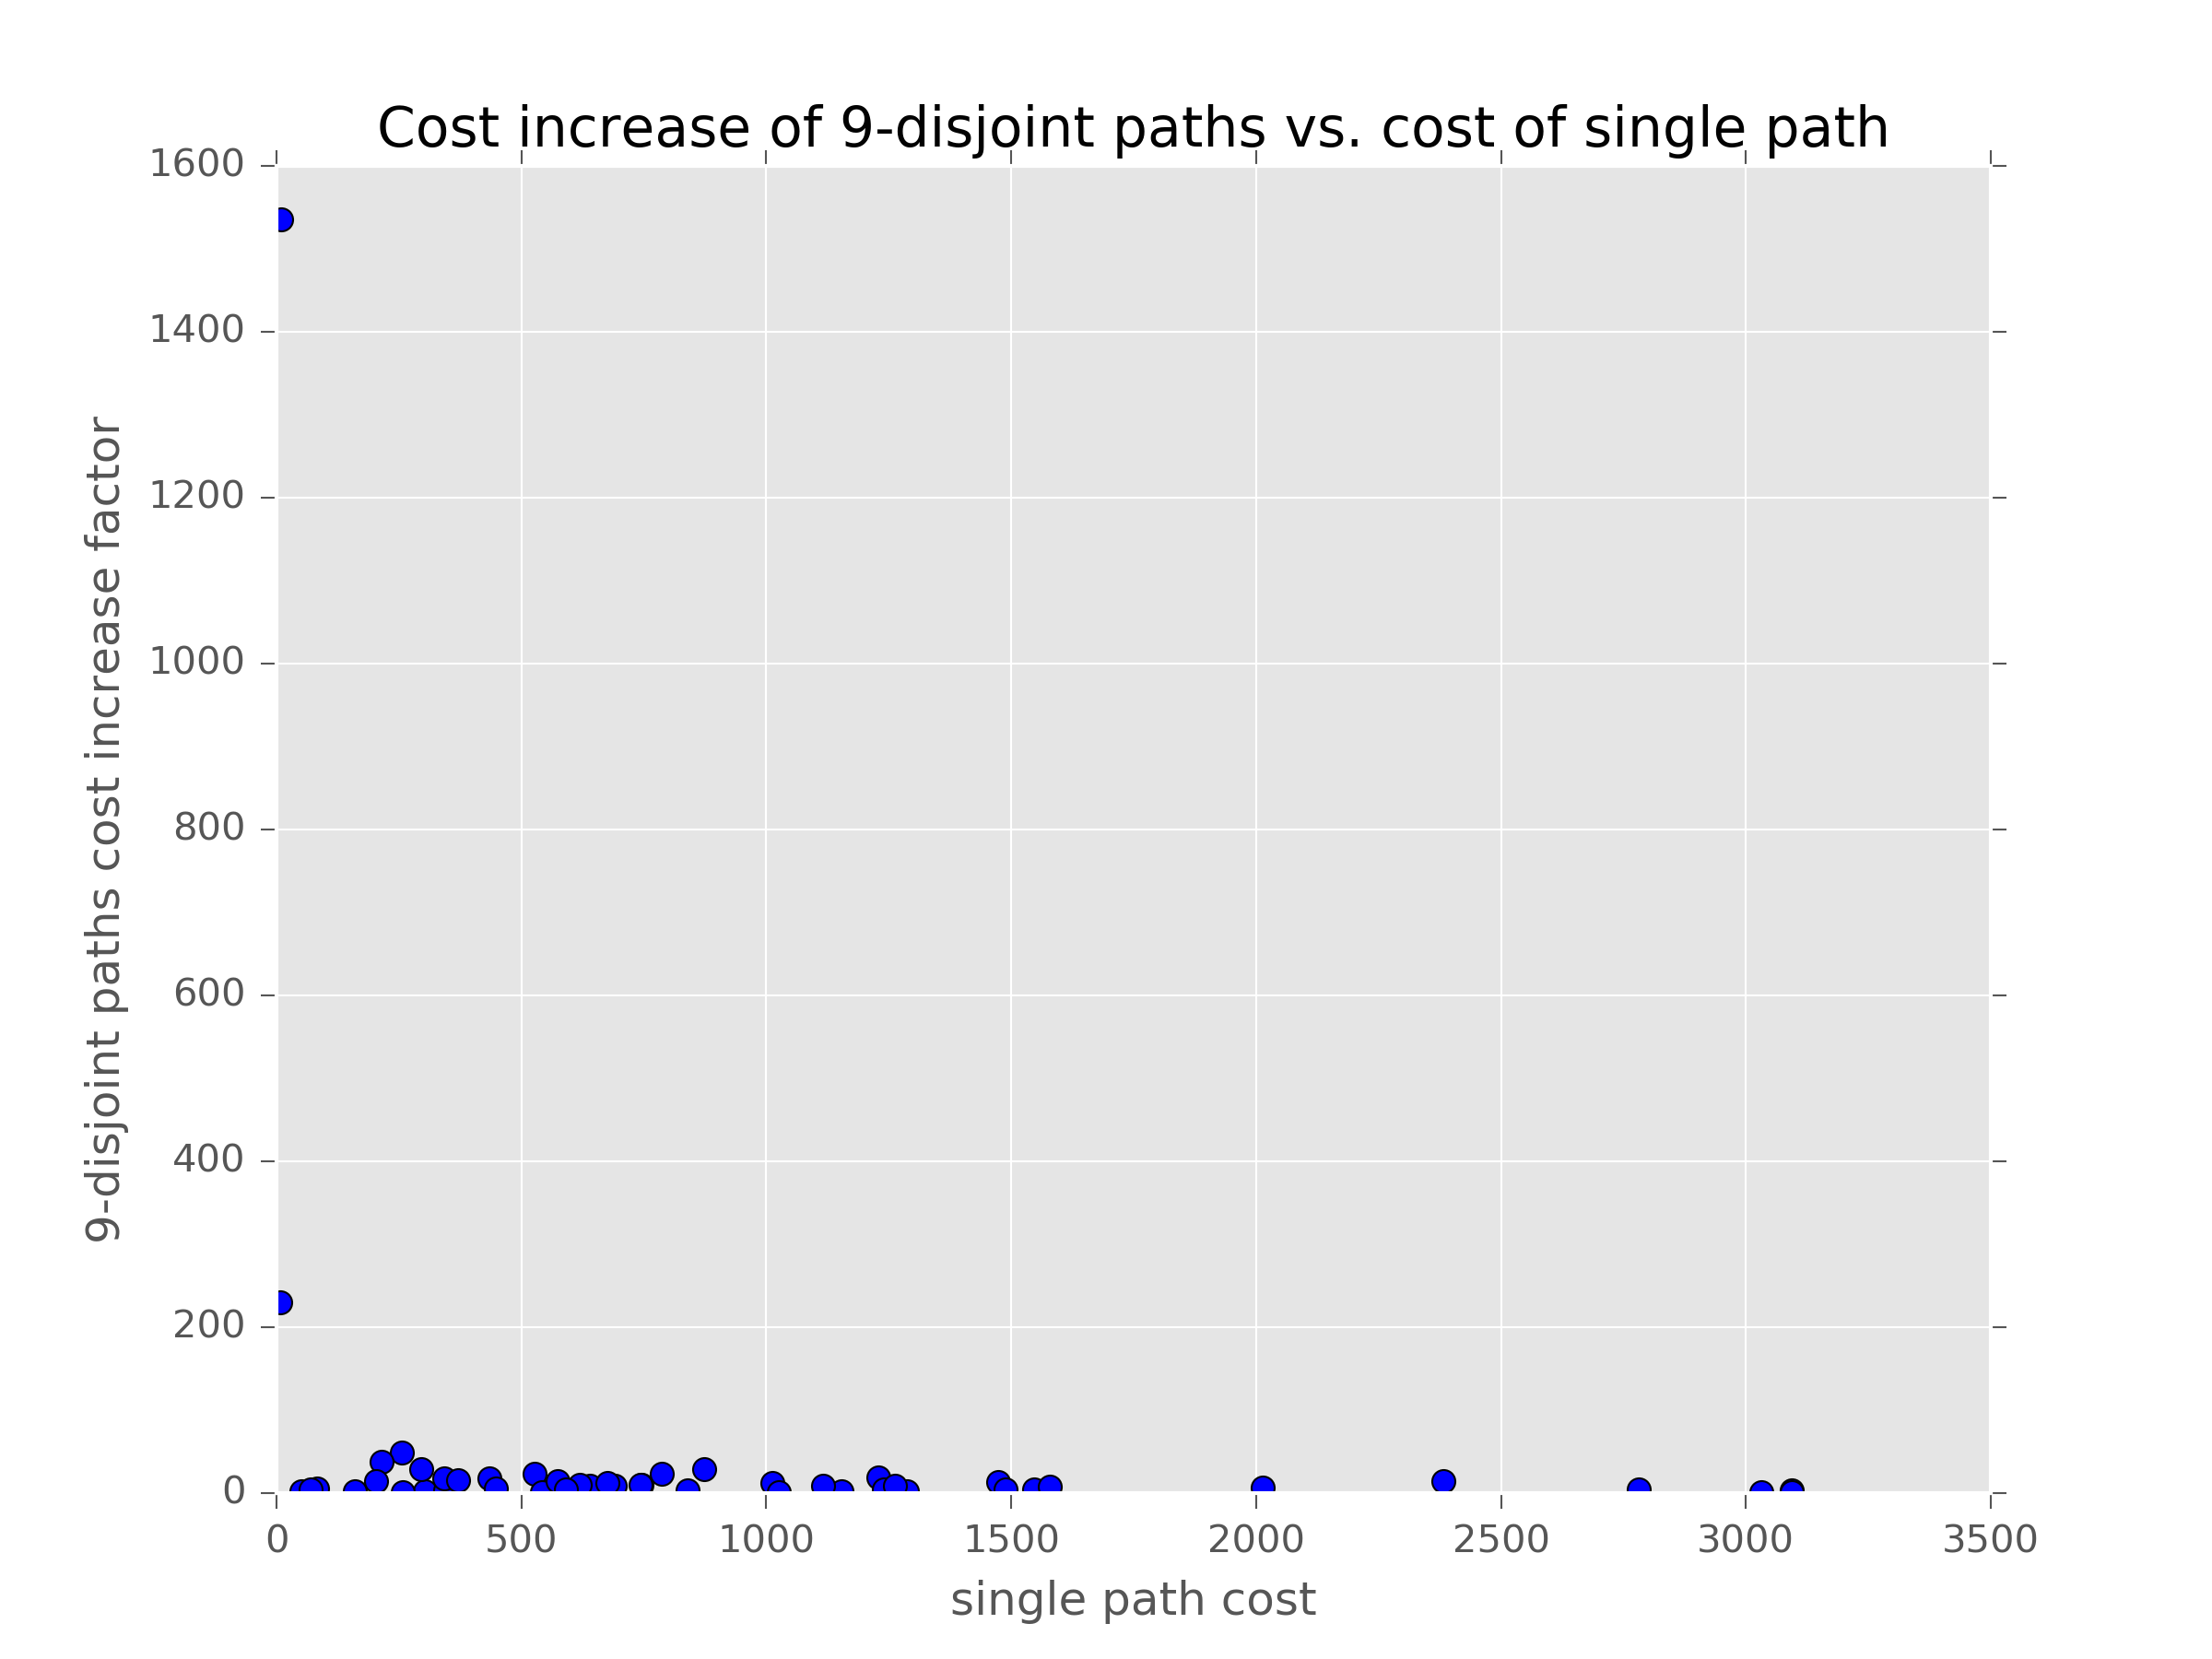 Cost increase of 9-disjoint paths vs. cost of single path
1600
1400
1200
1000
800
600
400
200
0
9-disjoint paths cost increase factor
0 500 1000 1500 2000 2500 3000 3500
single path cost